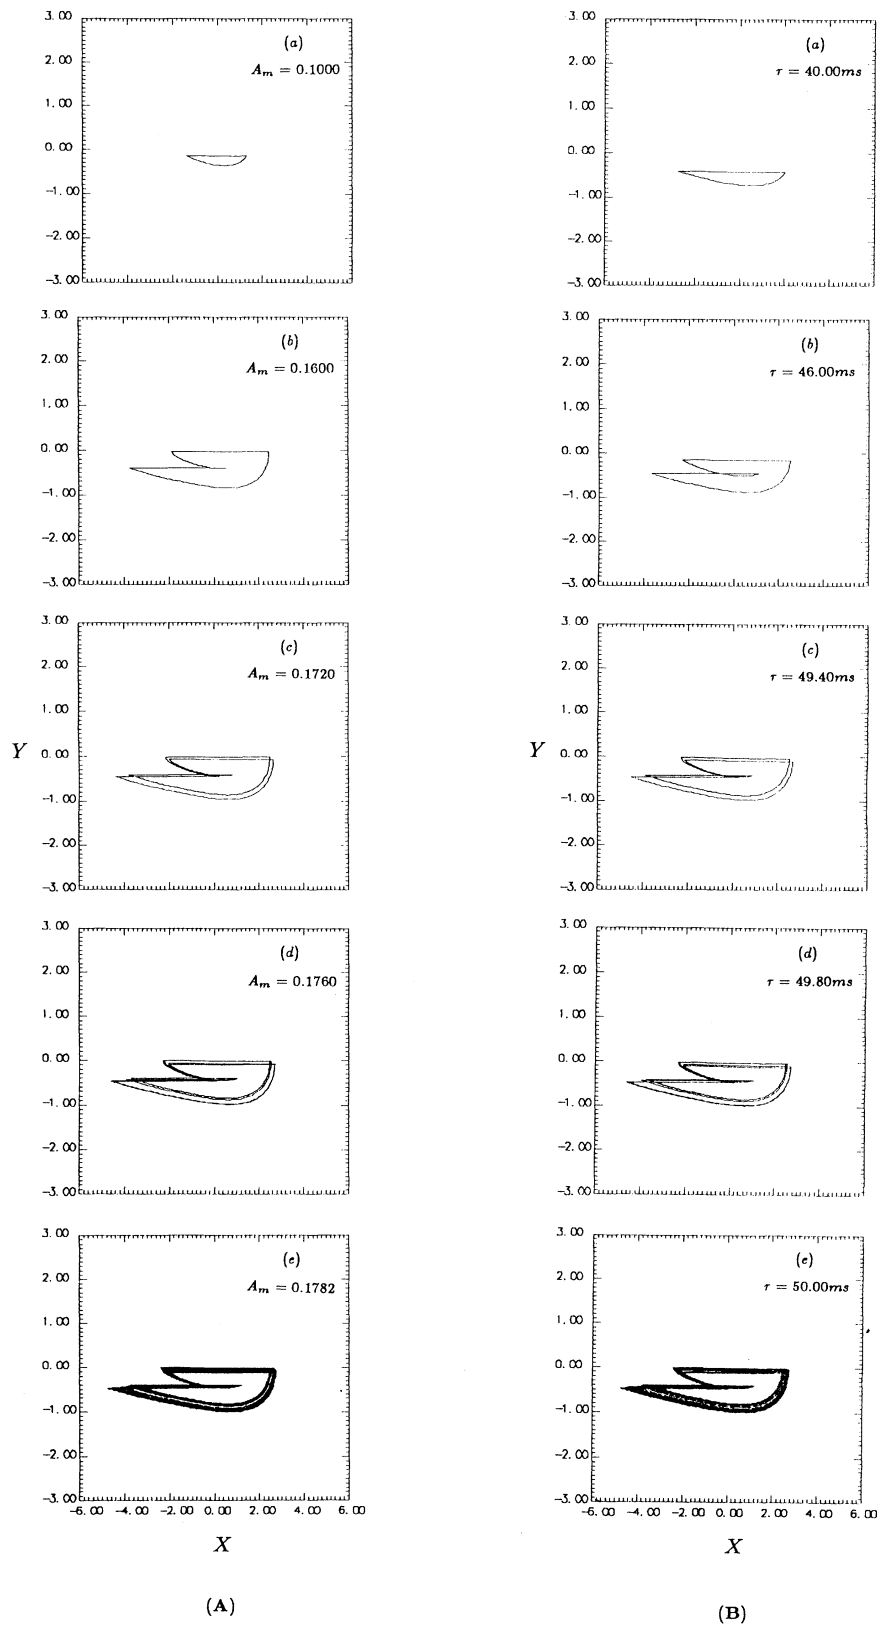 3.00
2.00
1.00
0.00
-1.00
-2.00
-3.00
(a)
A_m = 0.1000
3.00
2.00
1.00
0.00
-1.00
-2.00
-3.00
(b)
A_m = 0.1600
3.00
2.00
1.00
0.00
-1.00
-2.00
-3.00
(c)
A_m = 0.1720
Y
3.00
2.00
1.00
0.00
-1.00
-2.00
-3.00
(d)
A_m = 0.1760
3.00
2.00
1.00
0.00
-1.00
-2.00
-3.00
(e)
A_m = 0.1782
-6.00 -4.00 -2.00 0.00 2.00 4.00 6.00
X
(A)
3.00
2.00
1.00
0.00
-1.00
-2.00
-3.00
(a)
τ = 40.00ms
3.00
2.00
1.00
0.00
-1.00
-2.00
-3.00
(b)
τ = 46.00ms
3.00
2.00
1.00
0.00
-1.00
-2.00
-3.00
(c)
τ = 49.40ms
Y
3.00
2.00
1.00
0.00
-1.00
-2.00
-3.00
(d)
τ = 49.80ms
3.00
2.00
1.00
0.00
-1.00
-2.00
-3.00
(e)
τ = 50.00ms
-6.00 -4.00 -2.00 0.00 2.00 4.00 6.00
X
(B)